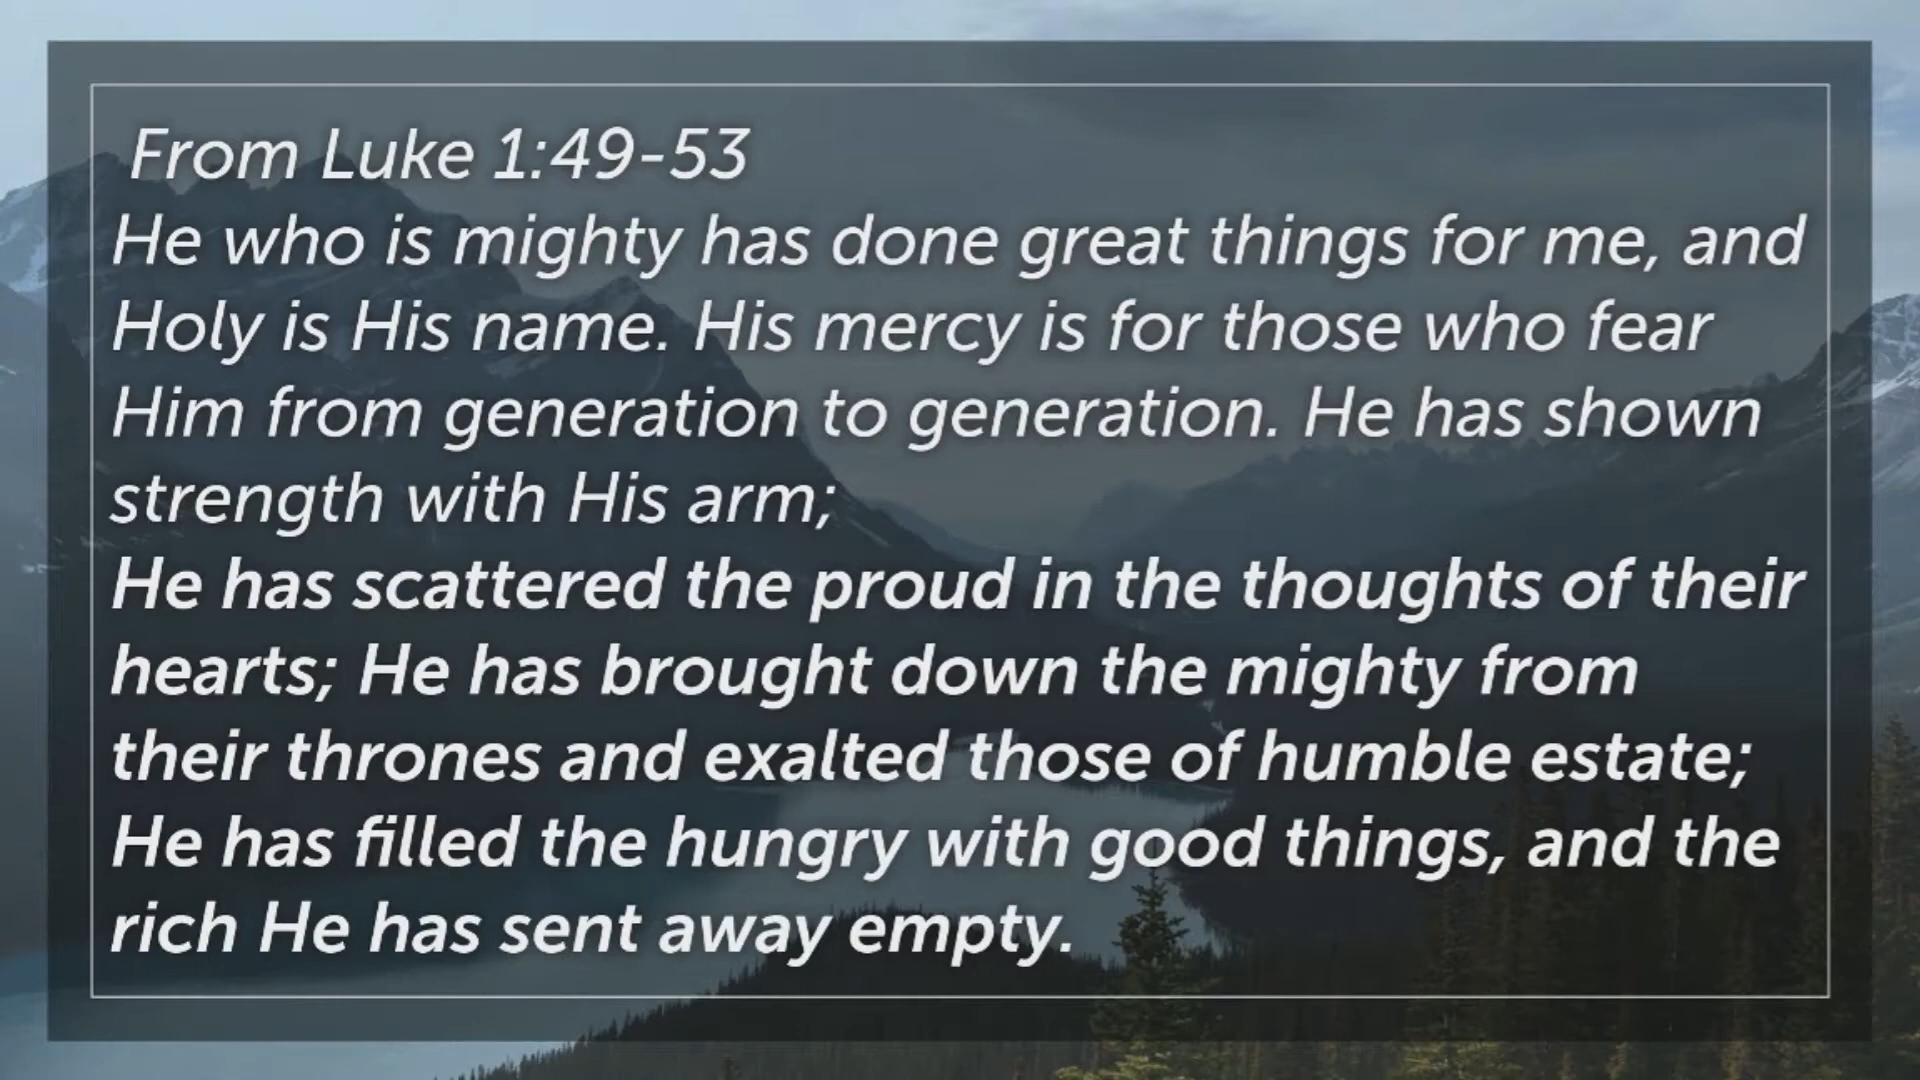 From Luke 1:49-53
He who is mighty has done great things for me, and
Holy is His name. His mercy is for those who fear
Him from generation to generation. He has shown
strength with His arm;
He has scattered the proud in the thoughts of their
hearts; He has brought down the mighty from
their thrones and exalted those of humble estate;
He has filled the hungry with good things, and the
rich He has sent away empty.